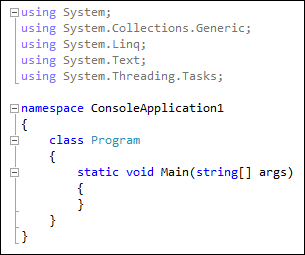 using System;
using System.Collections.Generic;
using System.Linq;
using System.Text;
using System.Threading.Tasks;

namespace ConsoleApplication1
{
    class Program
    {
        static void Main(string[] args)
        {
        }
    }
}